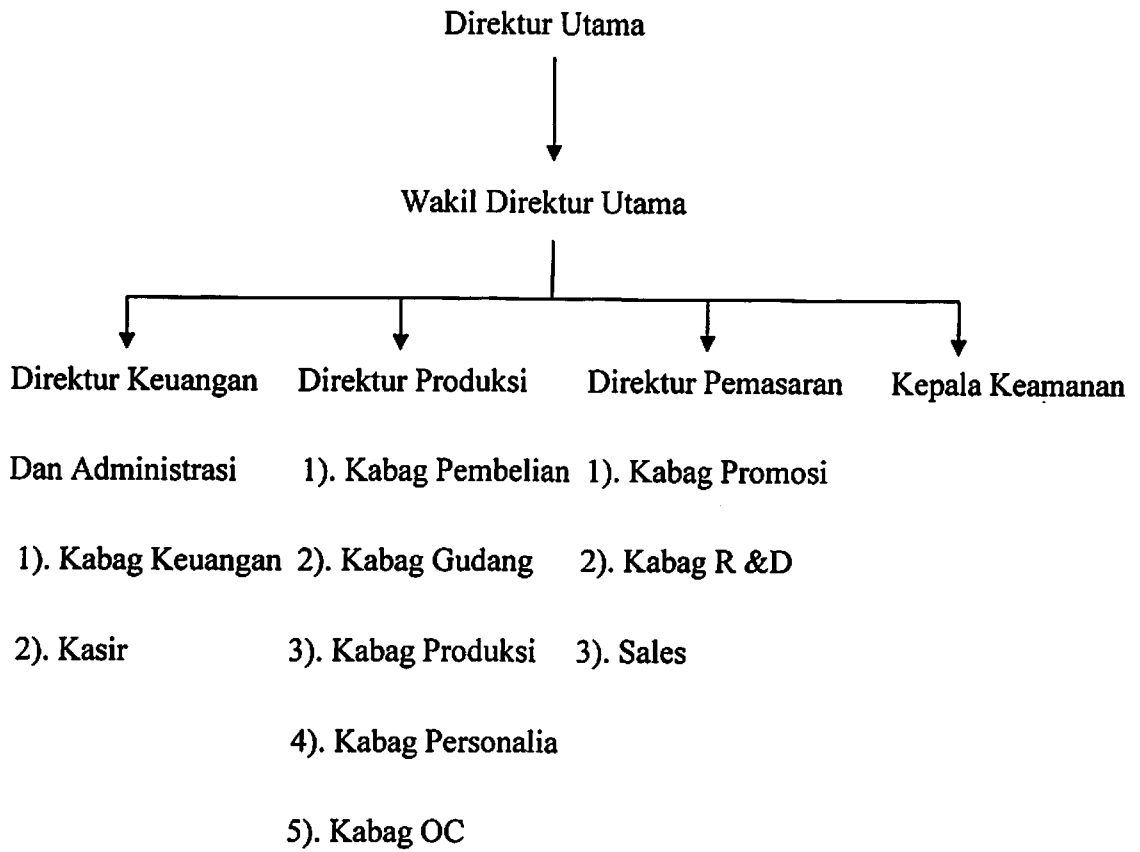 Direktur Utama
Wakil Direktur Utama
Direktur Keuangan Direktur Produksi Direktur Pemasaran Kepala Keamanan
Dan Administrasi 1). Kabag Pembelian 1). Kabag Promosi
1). Kabag Keuangan 2). Kabag Gudang 2). Kabag R &D
2). Kasir 3). Kabag Produksi 3). Sales
4). Kabag Personalia
5). Kabag OC